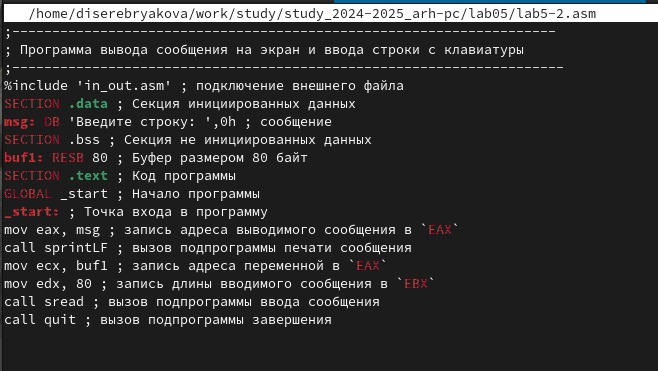 /home/diserebryakova/work/study/study_2024-2025_arh-pc/lab05/lab5-2.asm
;--------------------------------------------------------------------
; Программа вывода сообщения на экран и ввода строки с клавиатуры
;---------------------------------------------------------------------
%include 'in_out.asm' ; подключение внешнего файла
SECTION .data ; Секция инициированных данных
msg: DB 'Введите строку: ',0h ; сообщение
SECTION .bss ; Секция не инициированных данных
buf1: RESB 80 ; Буфер размером 80 байт
SECTION .text ; Код программы
GLOBAL _start ; Начало программы
_start: ; Точка входа в программу
mov eax, msg ; запись адреса выводимого сообщения в `EAX`
call sprintLF ; вызов подпрограммы печати сообщения
mov ecx, buf1 ; запись адреса переменной в `EAX`
mov edx, 80 ; запись длины вводимого сообщения в `EBX`
call sread ; вызов подпрограммы ввода сообщения
call quit ; вызов подпрограммы завершения